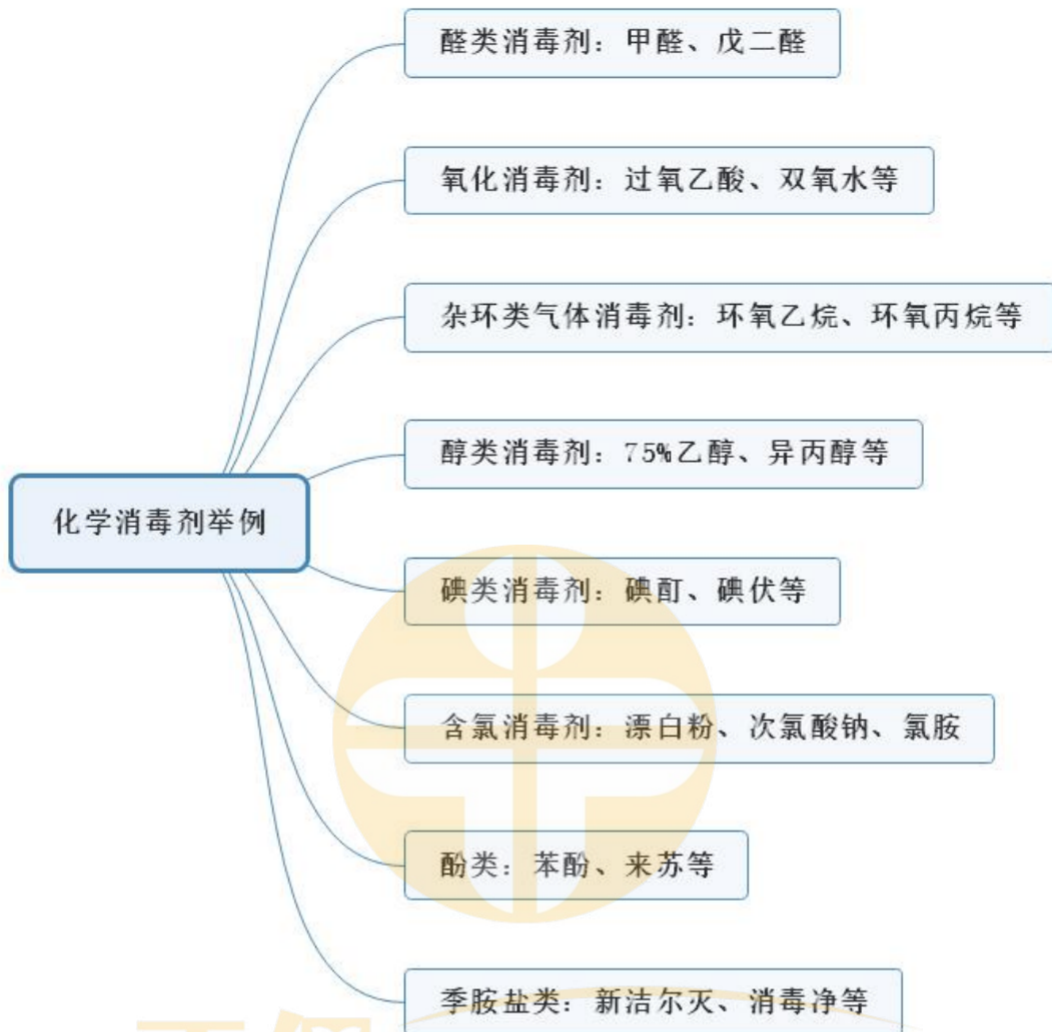 醛类消毒剂：甲醛、戊二醛
氧化消毒剂：过氧乙酸、双氧水等
杂环类气体消毒剂：环氧乙烷、环氧丙烷等
醇类消毒剂：75%乙醇、异丙醇等
化学消毒剂举例
碘类消毒剂：碘酊、碘伏等
含氯消毒剂：漂白粉、次氯酸钠、氯胺
酚类：苯酚、来苏等
季胺盐类：新洁尔灭、消毒净等